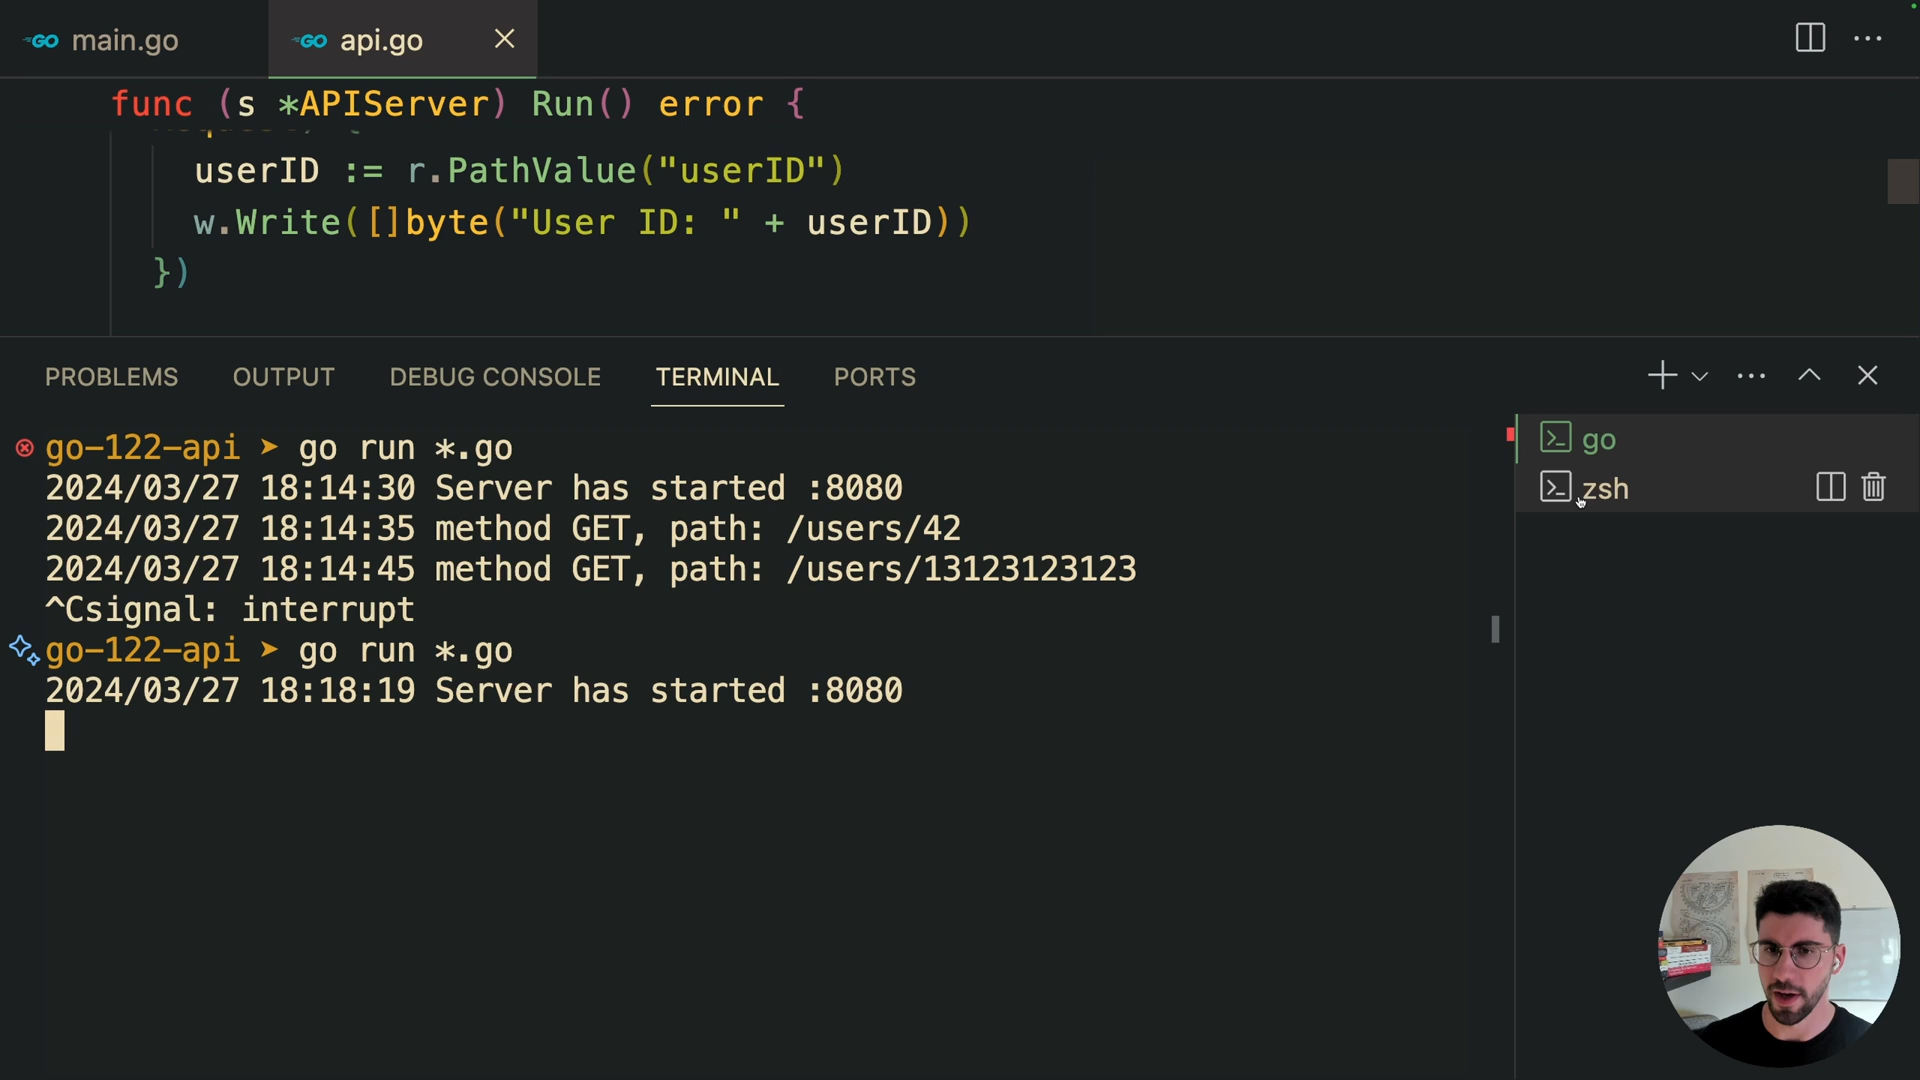 main.go
api.go
func (s *APIServer) Run() error {
userID := r.PathValue("userID")
w.Write([]byte("User ID: " + userID))
})
PROBLEMS OUTPUT DEBUG CONSOLE TERMINAL PORTS
go-122-api ➤ go run *.go
2024/03/27 18:14:30 Server has started :8080
2024/03/27 18:14:35 method GET, path: /users/42
2024/03/27 18:14:45 method GET, path: /users/13123123123
^Csignal: interrupt
go-122-api ➤ go run *.go
2024/03/27 18:18:19 Server has started :8080
go
zsh